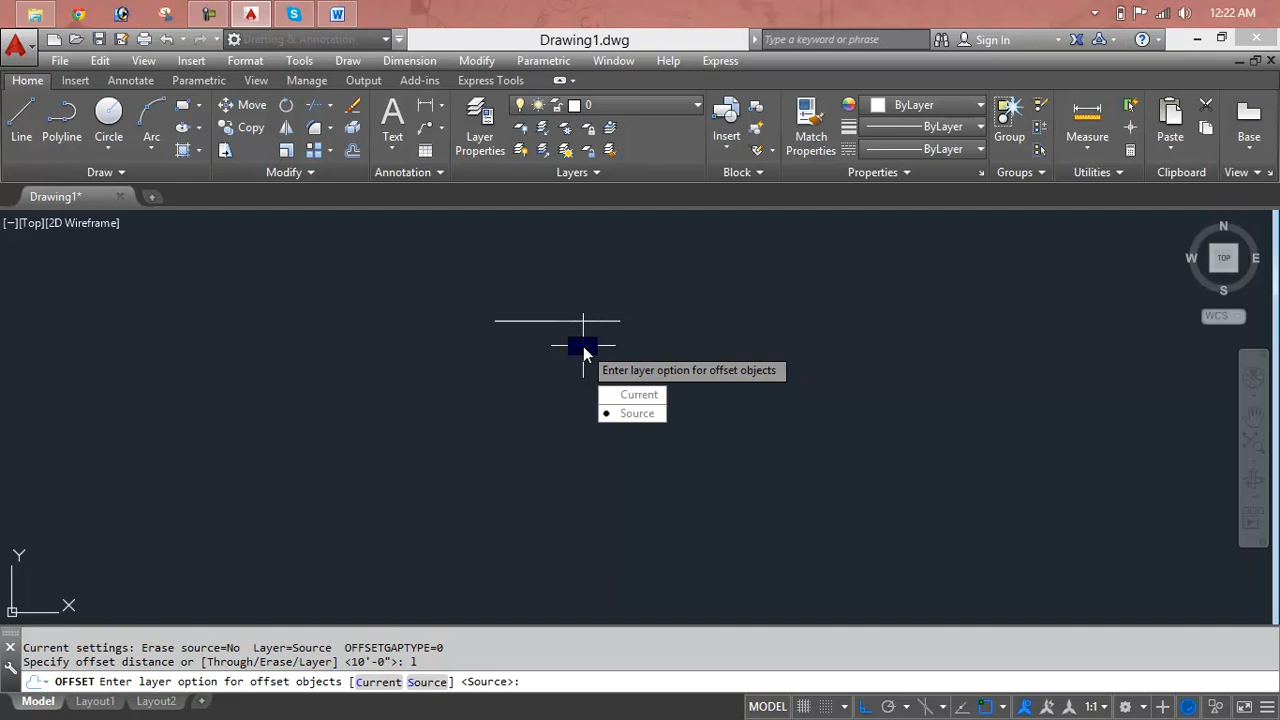 12:22 AM
Drafting & Annotation
Drawing1.dwg
Type a keyword or phrase
Sign In
File Edit View Insert Format Tools Draw Dimension Modify Parametric Window Help Express
Home Insert Annotate Parametric View Manage Output Add-ins Express Tools
Move
Copy
0
ByLayer
ByLayer
ByLayer
Line Polyline Circle Arc Text Layer Properties Insert Match Properties Group Measure Paste Base
Draw Modify Annotation Layers Block Properties Groups Utilities Clipboard View
Drawing1*
[−][Top][2D Wireframe]
N
W TOP E
S
WCS
Enter layer option for offset objects
Current
Source
Y
X
Current settings: Erase source=No Layer=Source OFFSETGAPTYPE=0
Specify offset distance or [Through/Erase/Layer] <10'-0">: l
OFFSET Enter layer option for offset objects [Current Source] <Source>:
Model Layout1 Layout2 + MODEL 1:1